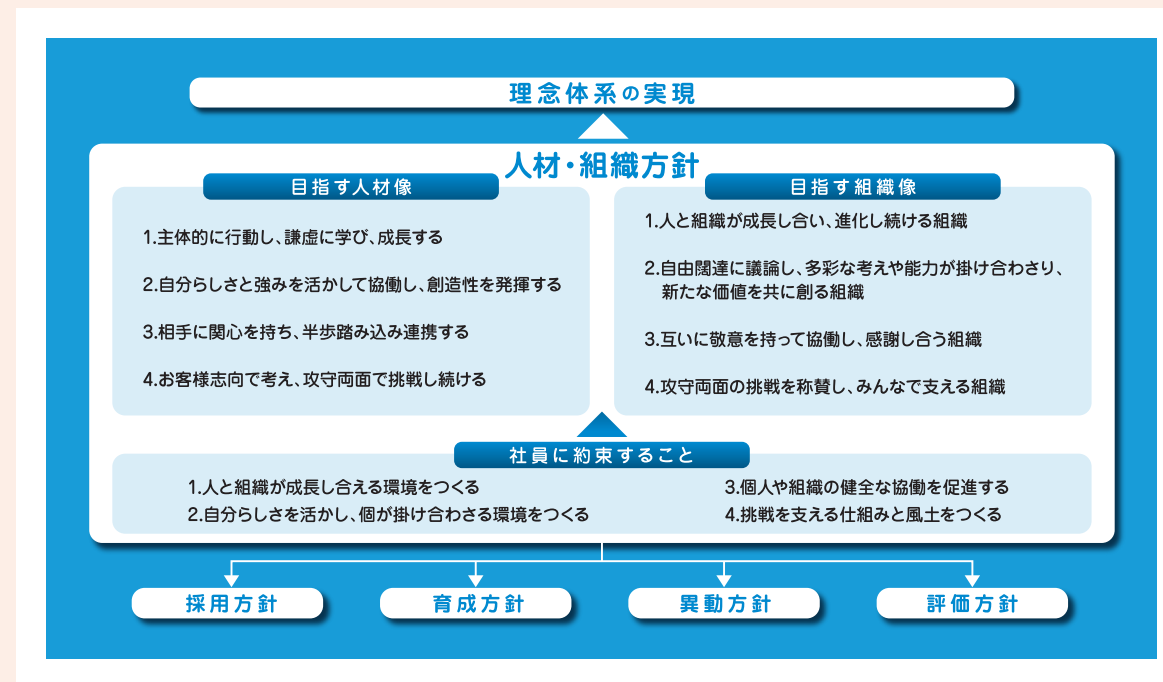 理念体系の実現
人材・組織方針
目指す人材像
1.主体的に行動し、謙虚に学び、成長する
2.自分らしさと強みを活かして協働し、創造性を発揮する
3.相手に関心を持ち、半歩踏み込み連携する
4.お客様志向で考え、攻守両面で挑戦し続ける
目指す組織像
1.人と組織が成長し合い、進化し続ける組織
2.自由闊達に議論し、多彩な考えや能力が掛け合わさり、
新たな価値を共に創る組織
3.互いに敬意を持って協働し、感謝し合う組織
4.攻守両面の挑戦を称賛し、みんなで支える組織
社員に約束すること
1.人と組織が成長し合える環境をつくる
2.自分らしさを活かし、個が掛け合わさる環境をつくる
3.個人や組織の健全な協働を促進する
4.挑戦を支える仕組みと風土をつくる
採用方針
育成方針
異動方針
評価方針